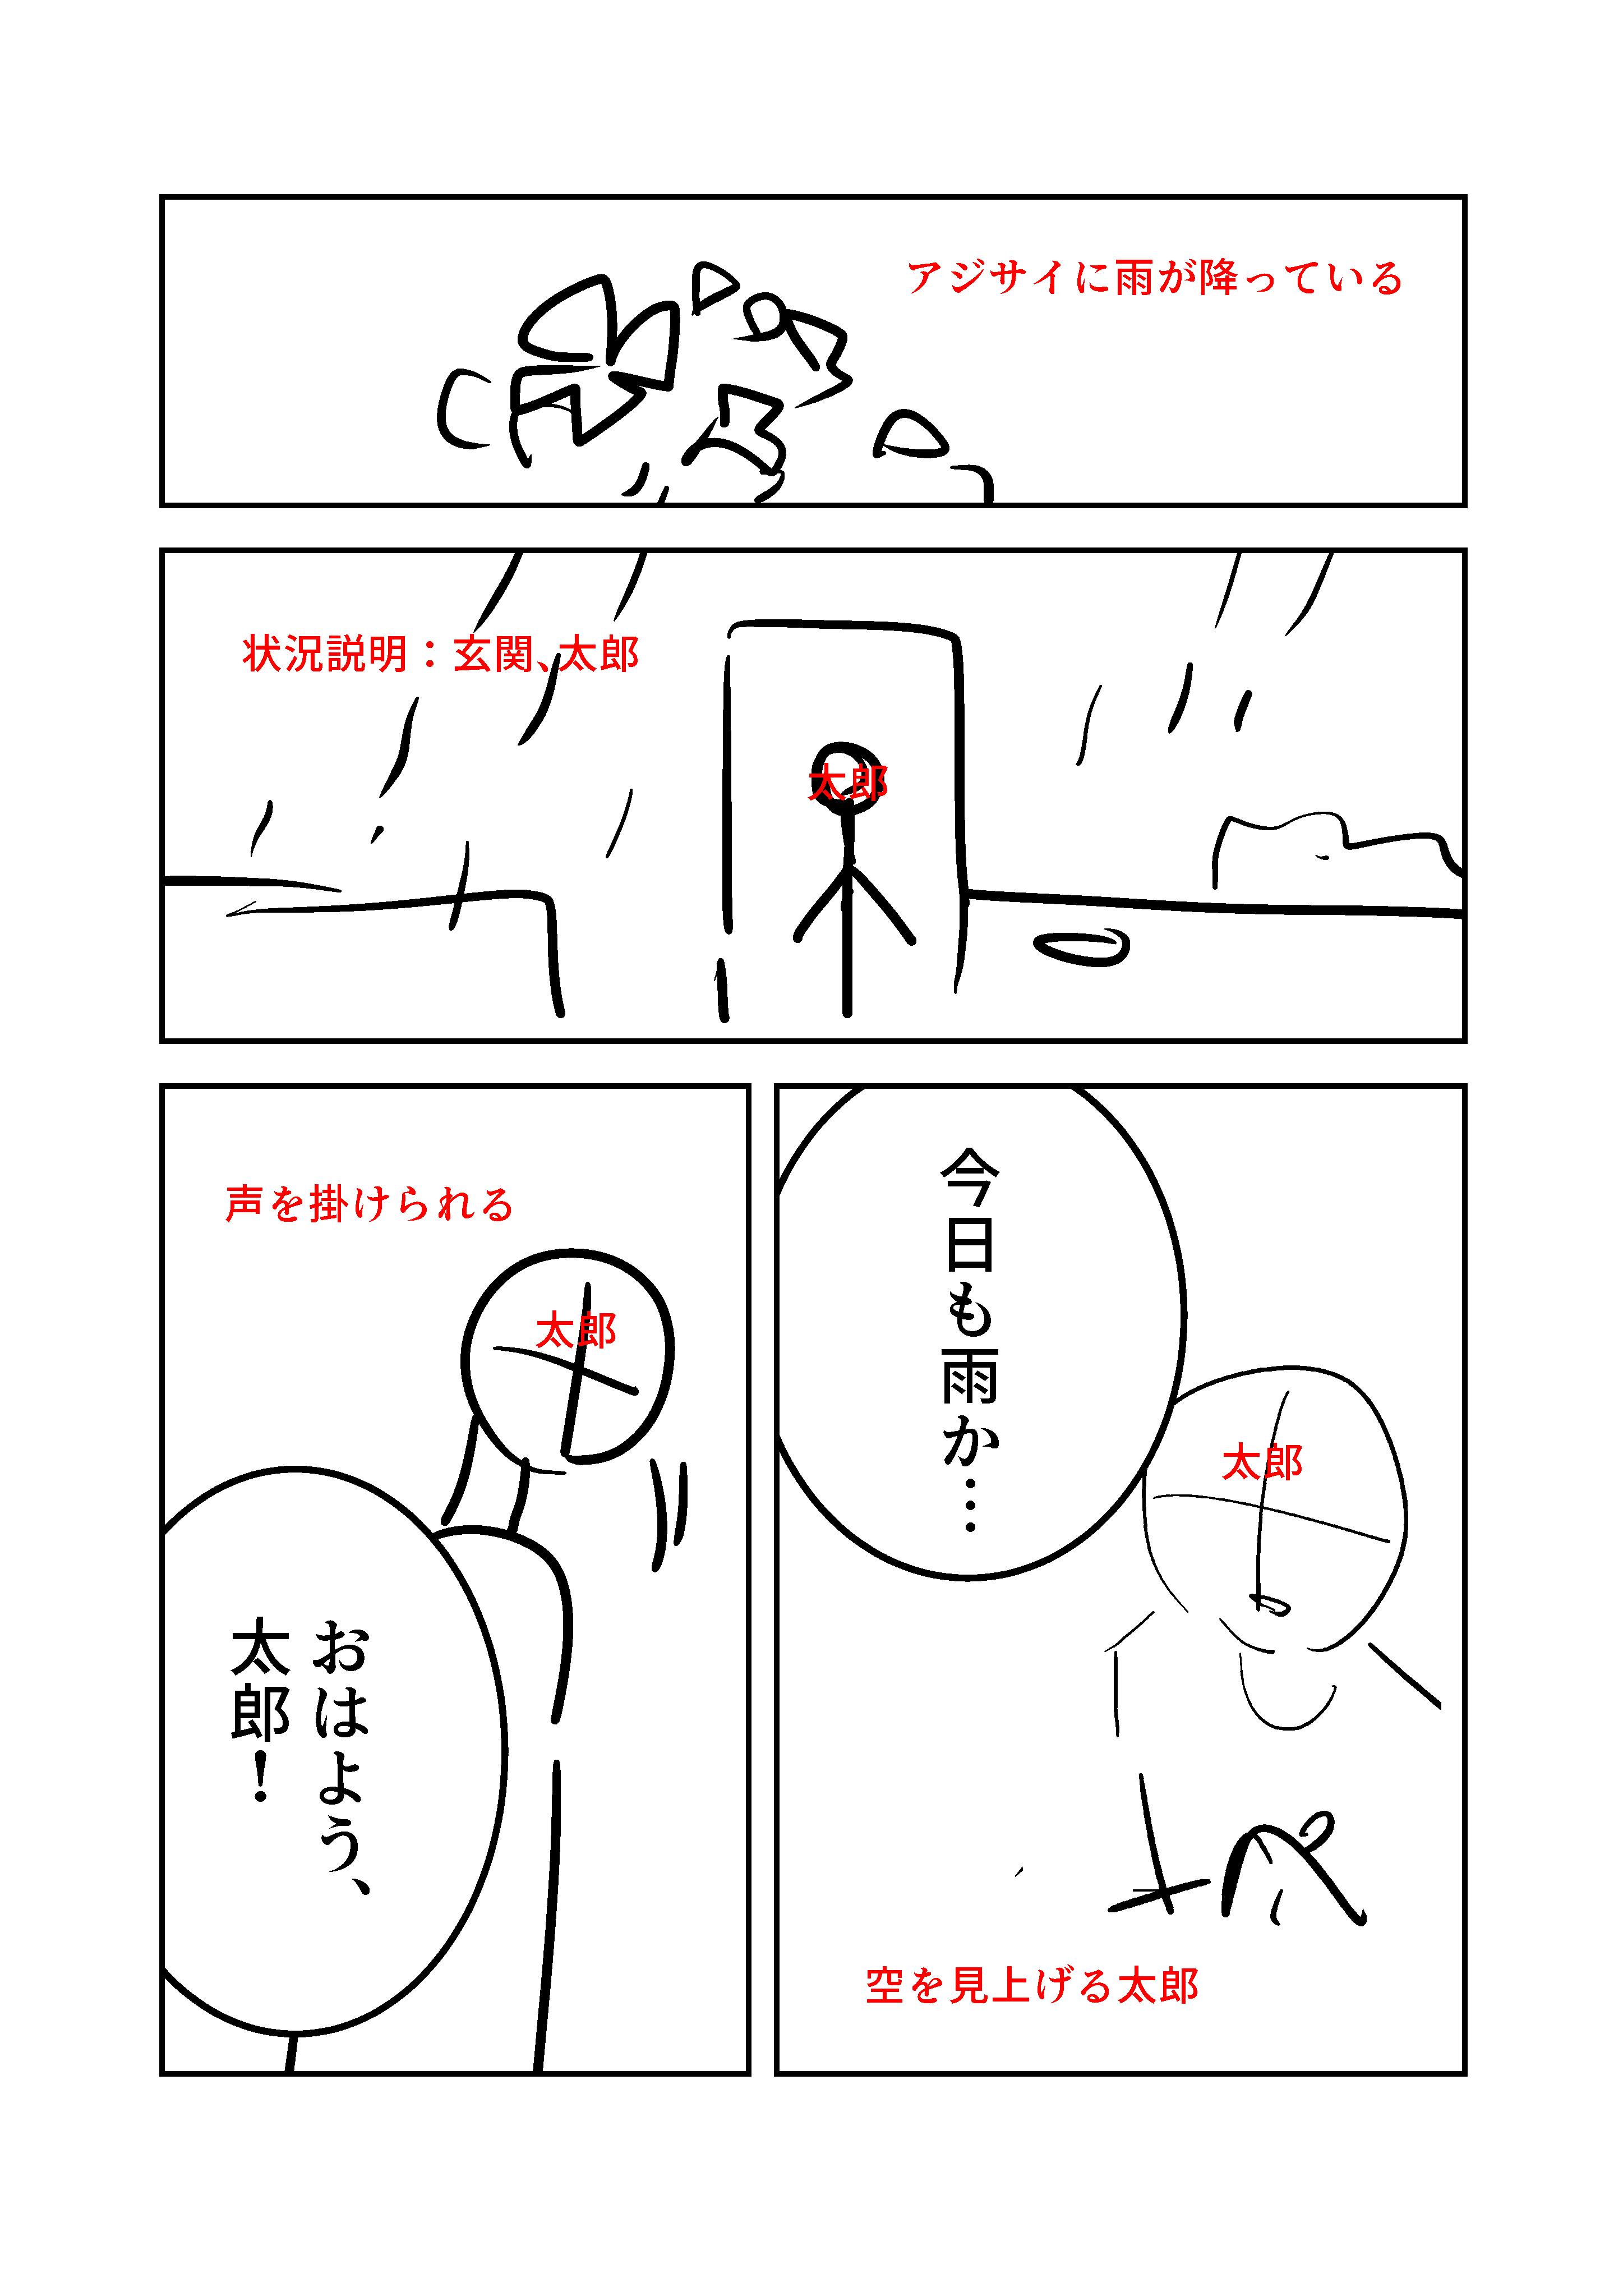 アジサイに雨が降っている
状況説明：玄関、太郎
太郎
今日も雨か…
太郎
空を見上げる太郎
声を掛けられる
太郎
おはよう、
太郎！